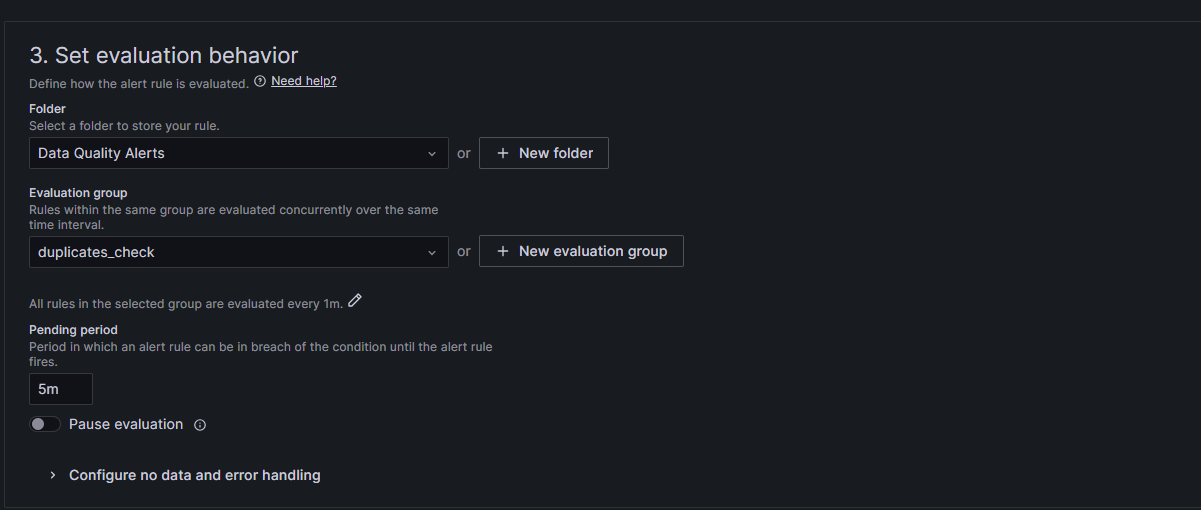 3. Set evaluation behavior
Define how the alert rule is evaluated. Need help?
Folder
Select a folder to store your rule.
Data Quality Alerts or New folder
Evaluation group
Rules within the same group are evaluated concurrently over the same
time interval.
duplicates_check or New evaluation group
All rules in the selected group are evaluated every 1m.
Pending period
Period in which an alert rule can be in breach of the condition until the alert rule
fires.
5m
Pause evaluation
Configure no data and error handling